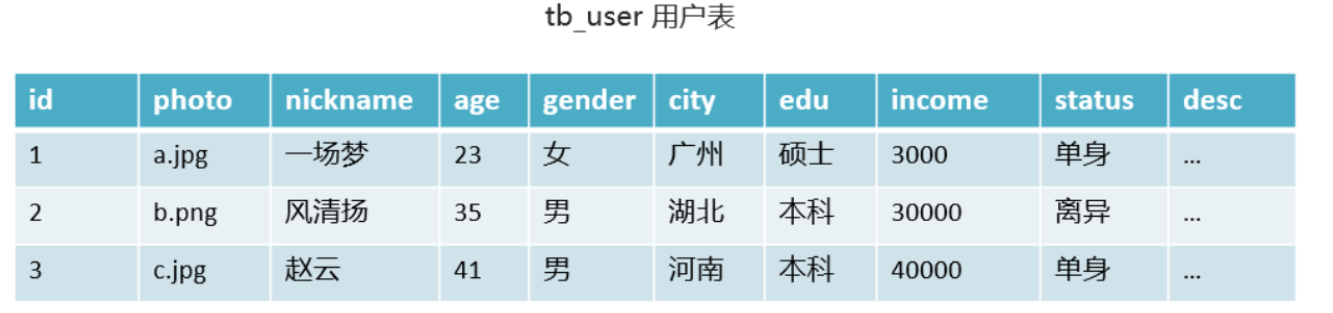 tb_user 用户表
id photo nickname age gender city edu income status desc
1 a.jpg 一场梦 23 女 广州 硕士 3000 单身 ...
2 b.png 风清扬 35 男 湖北 本科 30000 离异 ...
3 c.jpg 赵云 41 男 河南 本科 40000 单身 ...